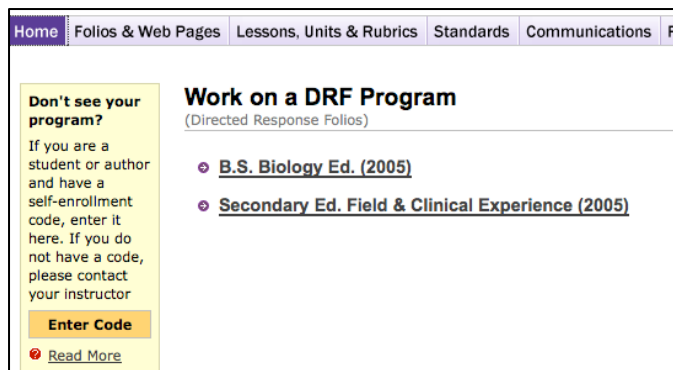 Home Folios & Web Pages Lessons, Units & Rubrics Standards Communications
Don't see your
program?
If you are a
student or author
and have a
self-enrollment
code, enter it
here. If you do
not have a code,
please contact
your instructor
Enter Code
Read More
Work on a DRF Program
(Directed Response Folios)
B.S. Biology Ed. (2005)
Secondary Ed. Field & Clinical Experience (2005)